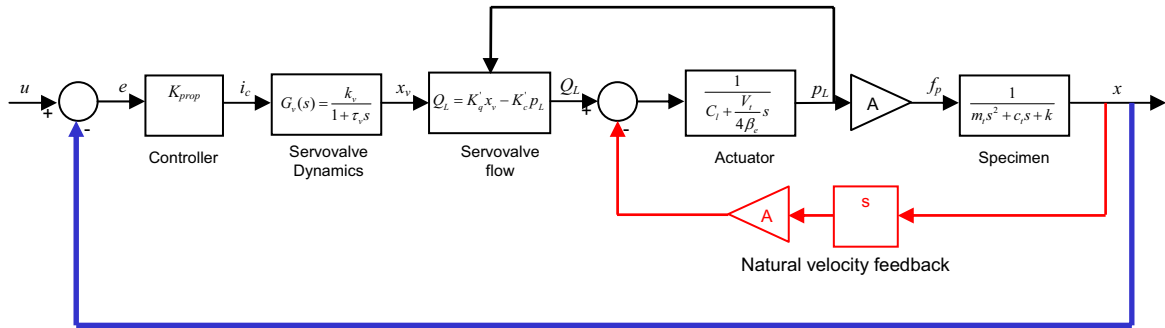 u
+
-
e
K_prop
Controller
i_c
G_v(s) = k_v / (1 + τ_v s)
Servovalve
Dynamics
x_v
Q_L = K'_q x_v − K'_c p_L
Servovalve
flow
Q_L
+
-
1 / (C_l + (V_t / 4β_e) s)
Actuator
p_L
A
f_p
1 / (m_t s² + c_t s + k)
Specimen
x
A
s
Natural velocity feedback